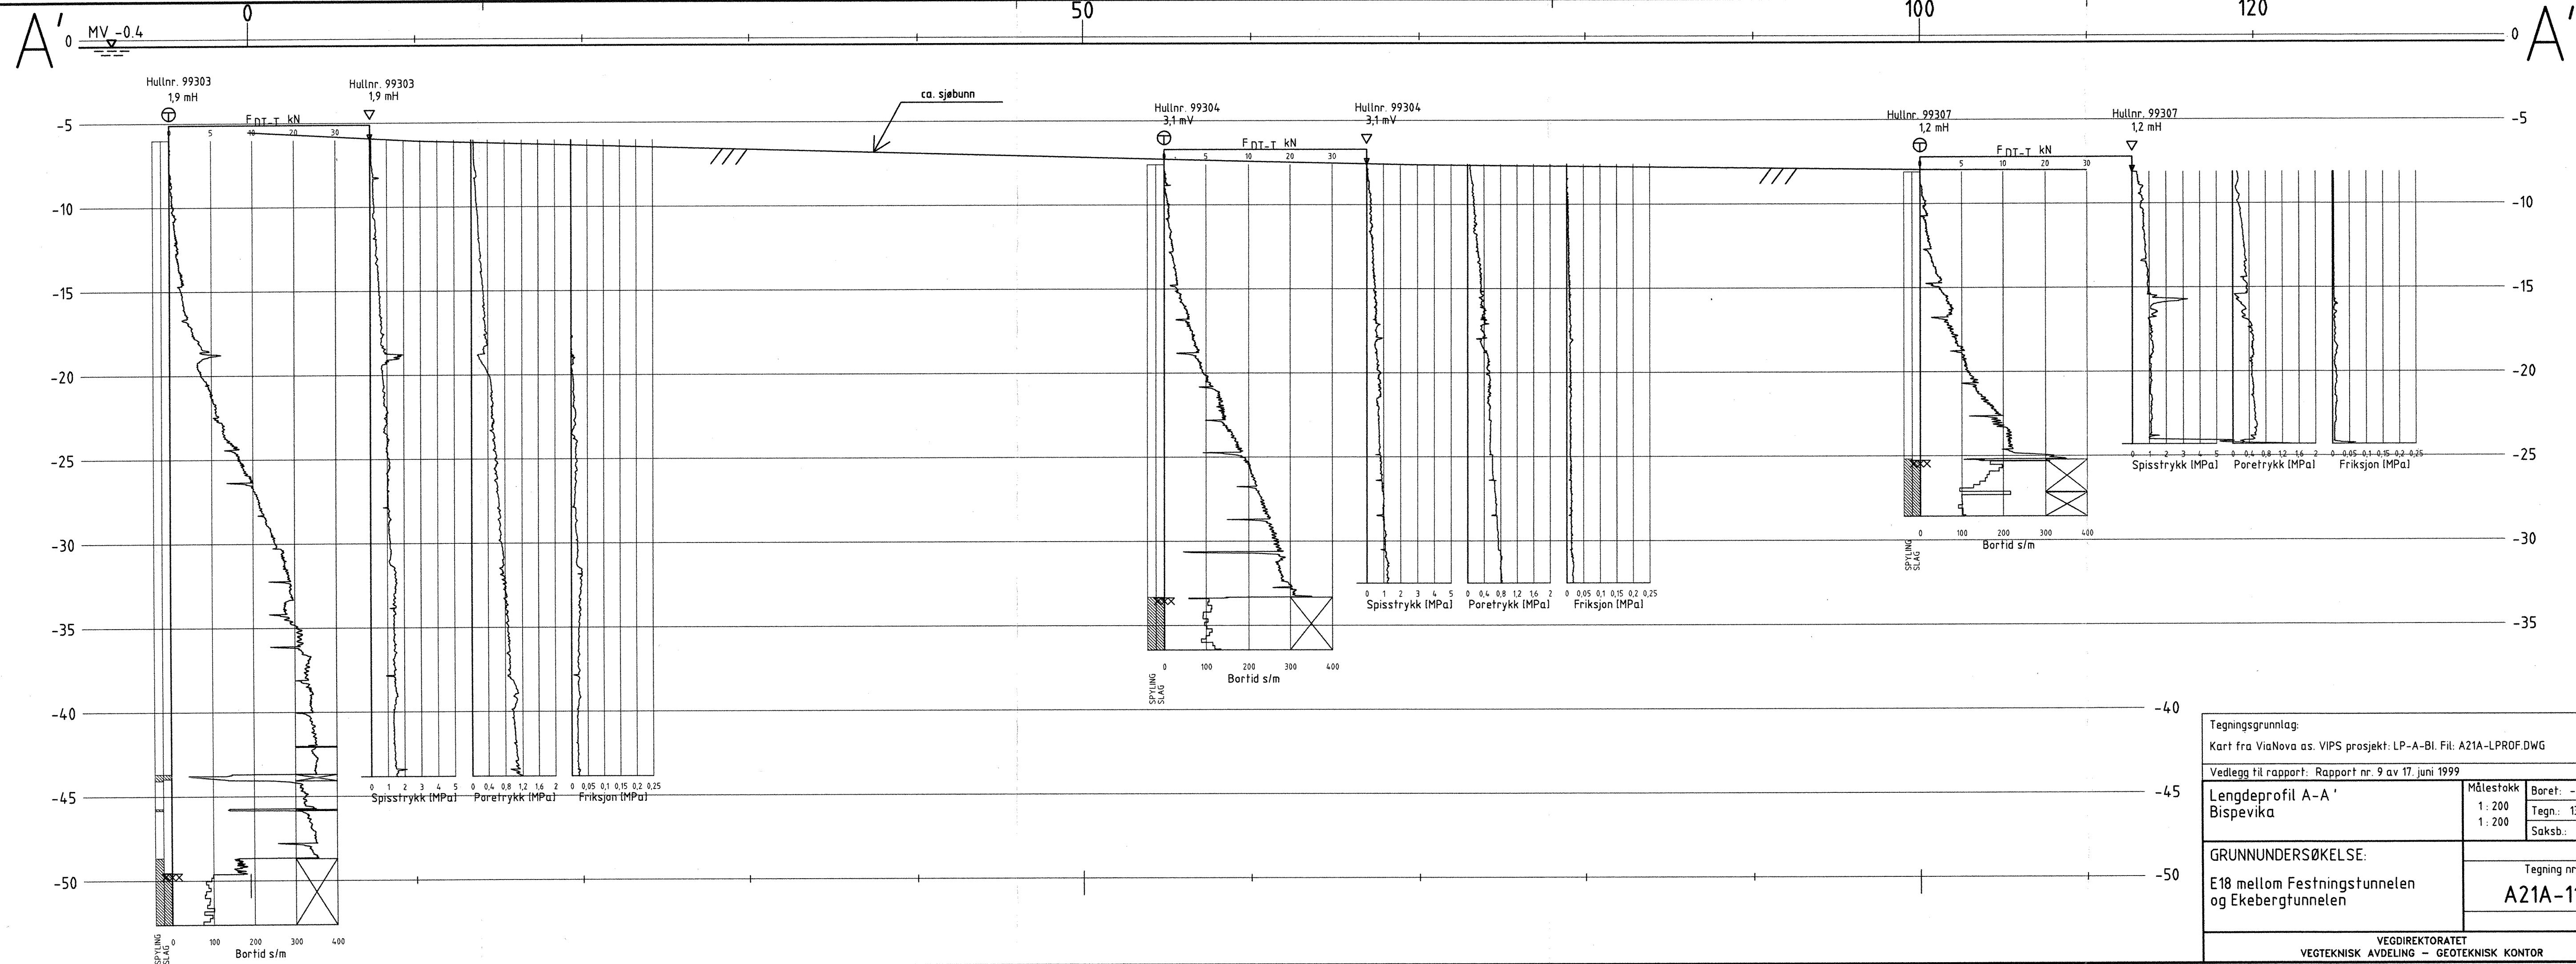 0 50 100 120
A' A'
MV -0.4
0 0
Hullnr. 99303
1,9 mH
Hullnr. 99303
1,9 mH
ca. sjøbunn
Hullnr. 99304
3,1 mV
Hullnr. 99304
3,1 mV
Hullnr. 99307
1,2 mH
Hullnr. 99307
1,2 mH
F DT-T kN
5 10 20 30
F DT-T kN
5 10 20 30
F DT-T kN
5 10 20 30
-5 -5
-10 -10
-15 -15
-20 -20
-25 -25
-30 -30
-35 -35
-40 -40
-45 -45
-50 -50
0 1 2 3 4 5
Spisstrykk [MPa]
0 0,4 0,8 1,2 1,6 2
Poretrykk [MPa]
0 0,05 0,1 0,15 0,2 0,25
Friksjon [MPa]
0 100 200 300 400
Bortid s/m
SPYLING
SLAG
0 1 2 3 4 5
Spisstrykk [MPa]
0 0,4 0,8 1,2 1,6 2
Poretrykk [MPa]
0 0,05 0,1 0,15 0,2 0,25
Friksjon [MPa]
0 100 200 300 400
Bortid s/m
SPYLING
SLAG
0 1 2 3 4 5
Spisstrykk [MPa]
0 0,4 0,8 1,2 1,6 2
Poretrykk [MPa]
0 0,05 0,1 0,15 0,2 0,25
Friksjon [MPa]
0 100 200 300 400
Bortid s/m
SPYLING
SLAG
Tegningsgrunnlag:
Kart fra ViaNova as. VIPS prosjekt: LP-A-BI. Fil: A21A-LPROF.DWG
Vedlegg til rapport: Rapport nr. 9 av 17. juni 1999
Lengdeprofil A-A'
Bispevika
Målestokk
1 : 200
1 : 200
Boret: -
Tegn.:
Saksb.:
GRUNNUNDERSØKELSE:
E18 mellom Festningstunnelen
og Ekebergtunnelen
Tegning nr
A21A-1
VEGDIREKTORATET
VEGTEKNISK AVDELING - GEOTEKNISK KONTOR